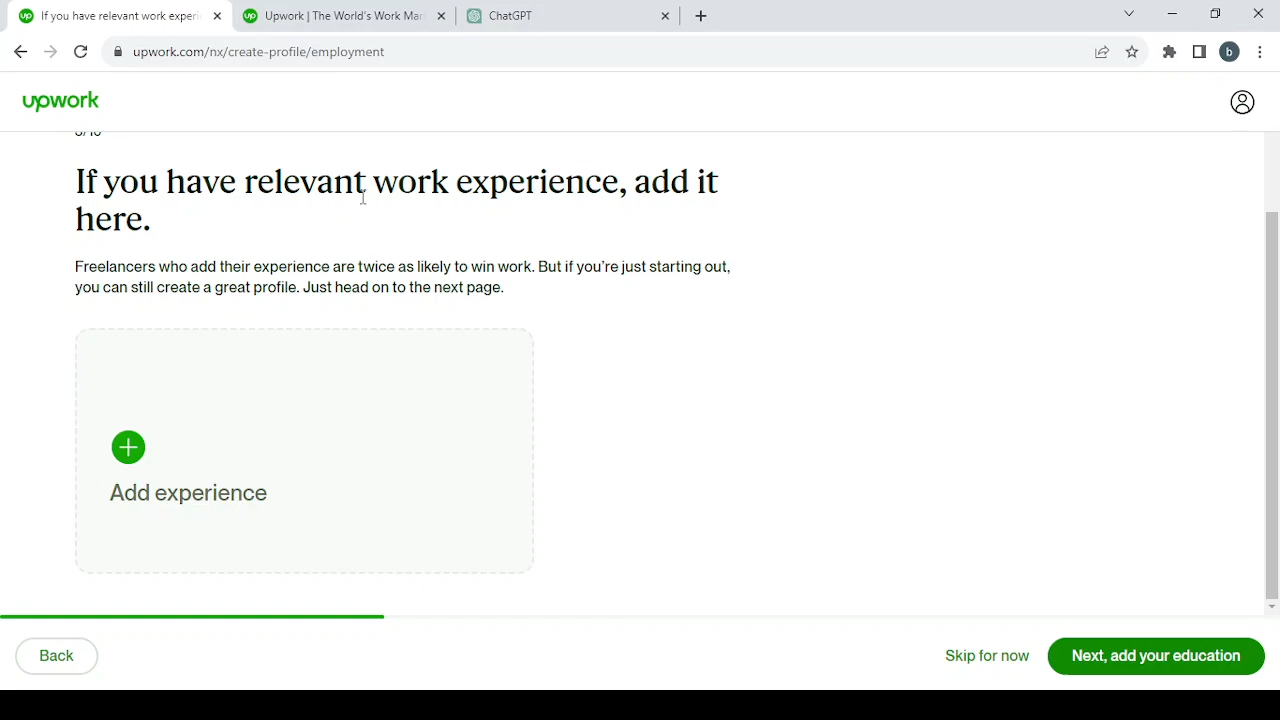 If you have relevant work experi
Upwork | The World's Work Mar
ChatGPT
upwork.com/nx/create-profile/employment
b
upwork
If you have relevant work experience, add it
here.
Freelancers who add their experience are twice as likely to win work. But if you're just starting out,
you can still create a great profile. Just head on to the next page.
Add experience
Back
Skip for now
Next, add your education